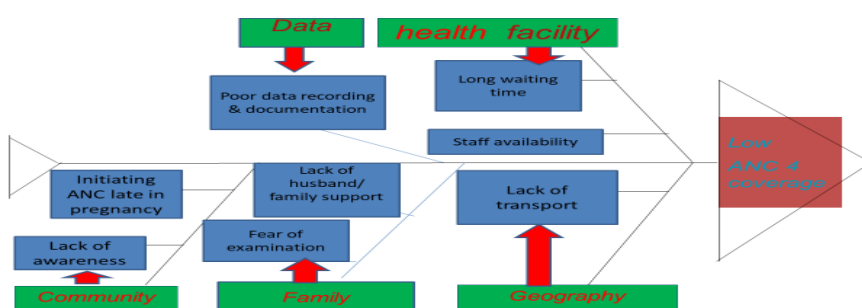 Data
health facility
Poor data recording
& documentation
Long waiting
time
Staff availability
Low
ANC 4
coverage
Initiating
ANC late in
pregnancy
Lack of
husband/
family support
Lack of
transport
Lack of
awareness
Fear of
examination
Community
Family
Geography